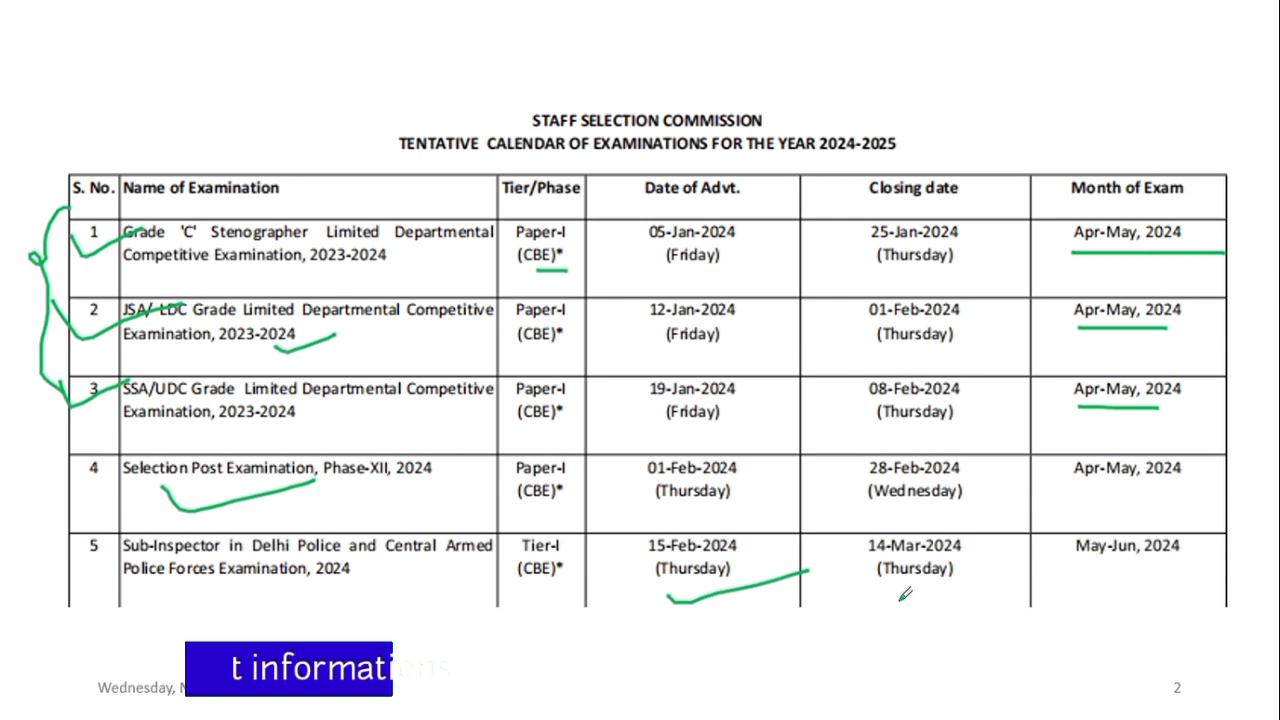 STAFF SELECTION COMMISSION
TENTATIVE CALENDAR OF EXAMINATIONS FOR THE YEAR 2024-2025
S. No. Name of Examination Tier/Phase Date of Advt. Closing date Month of Exam
1 Grade 'C' Stenographer Limited Departmental Paper-I 05-Jan-2024 25-Jan-2024 Apr-May, 2024
Competitive Examination, 2023-2024 (CBE)* (Friday) (Thursday)
2 JSA/ LDC Grade Limited Departmental Competitive Paper-I 12-Jan-2024 01-Feb-2024 Apr-May, 2024
Examination, 2023-2024 (CBE)* (Friday) (Thursday)
3 SSA/UDC Grade Limited Departmental Competitive Paper-I 19-Jan-2024 08-Feb-2024 Apr-May, 2024
Examination, 2023-2024 (CBE)* (Friday) (Thursday)
4 Selection Post Examination, Phase-XII, 2024 Paper-I 01-Feb-2024 28-Feb-2024 Apr-May, 2024
(CBE)* (Thursday) (Wednesday)
5 Sub-Inspector in Delhi Police and Central Armed Tier-I 15-Feb-2024 14-Mar-2024 May-Jun, 2024
Police Forces Examination, 2024 (CBE)* (Thursday) (Thursday)
t informations
Wednesday, 2